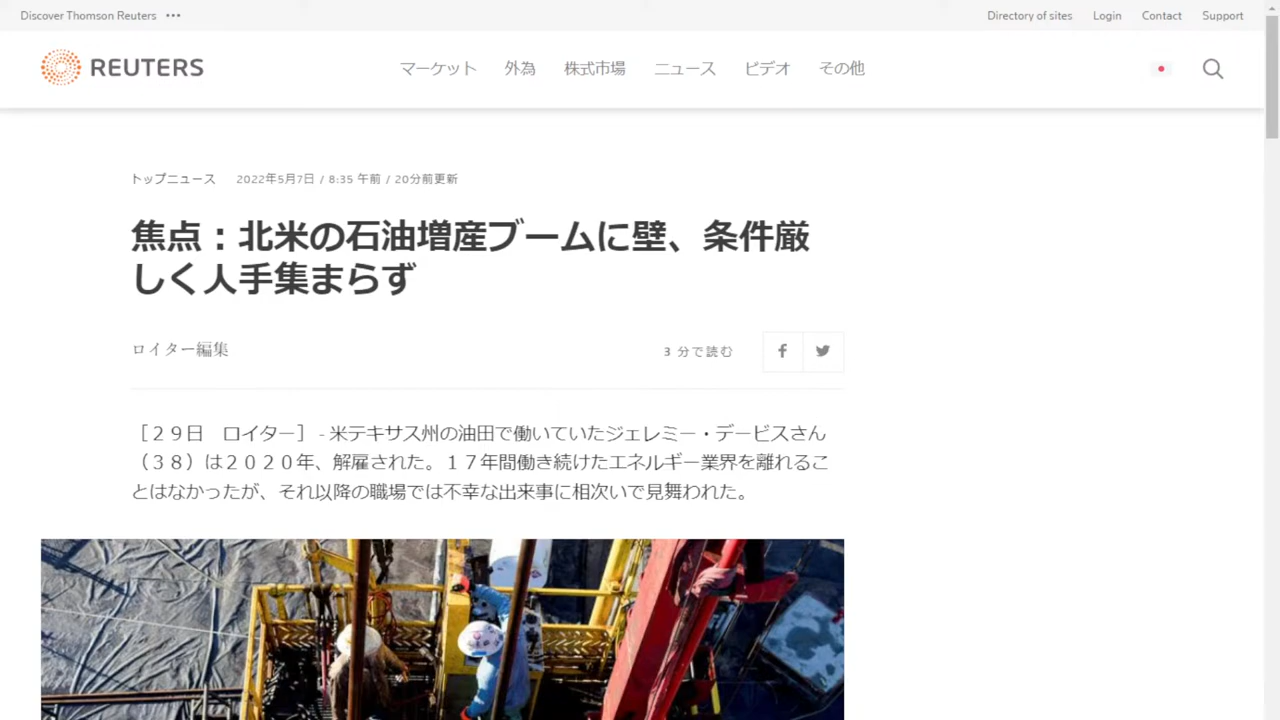 Discover Thomson Reuters •••
Directory of sites Login Contact Support
REUTERS
マーケット 外為 株式市場 ニュース ビデオ その他
トップニュース 2022年5月7日 / 8:35 午前 / 20分前更新
焦点：北米の石油増産ブームに壁、条件厳
しく人手集まらず
ロイター編集
3 分で読む
［２９日　ロイター］ - 米テキサス州の油田で働いていたジェレミー・デービスさん
（３８）は２０２０年、解雇された。１７年間働き続けたエネルギー業界を離れるこ
とはなかったが、それ以降の職場では不幸な出来事に相次いで見舞われた。